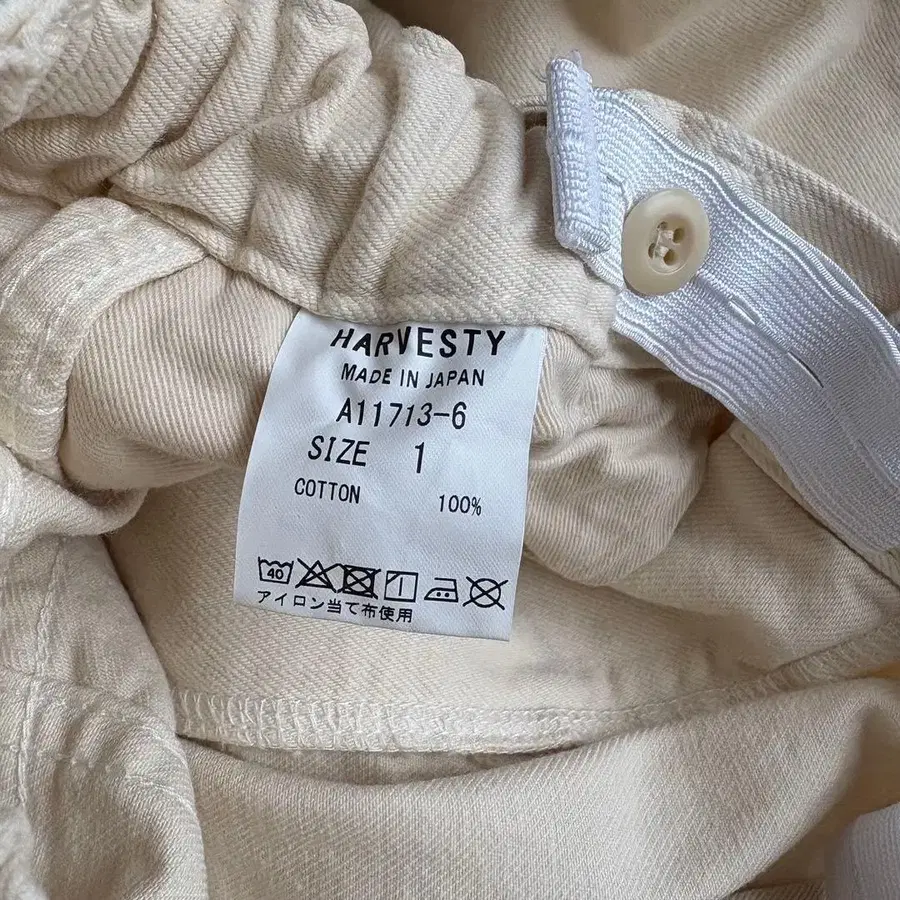 HARVESTY
MADE IN JAPAN
A11713-6
SIZE 1
COTTON 100%
40
アイロン当て布使用